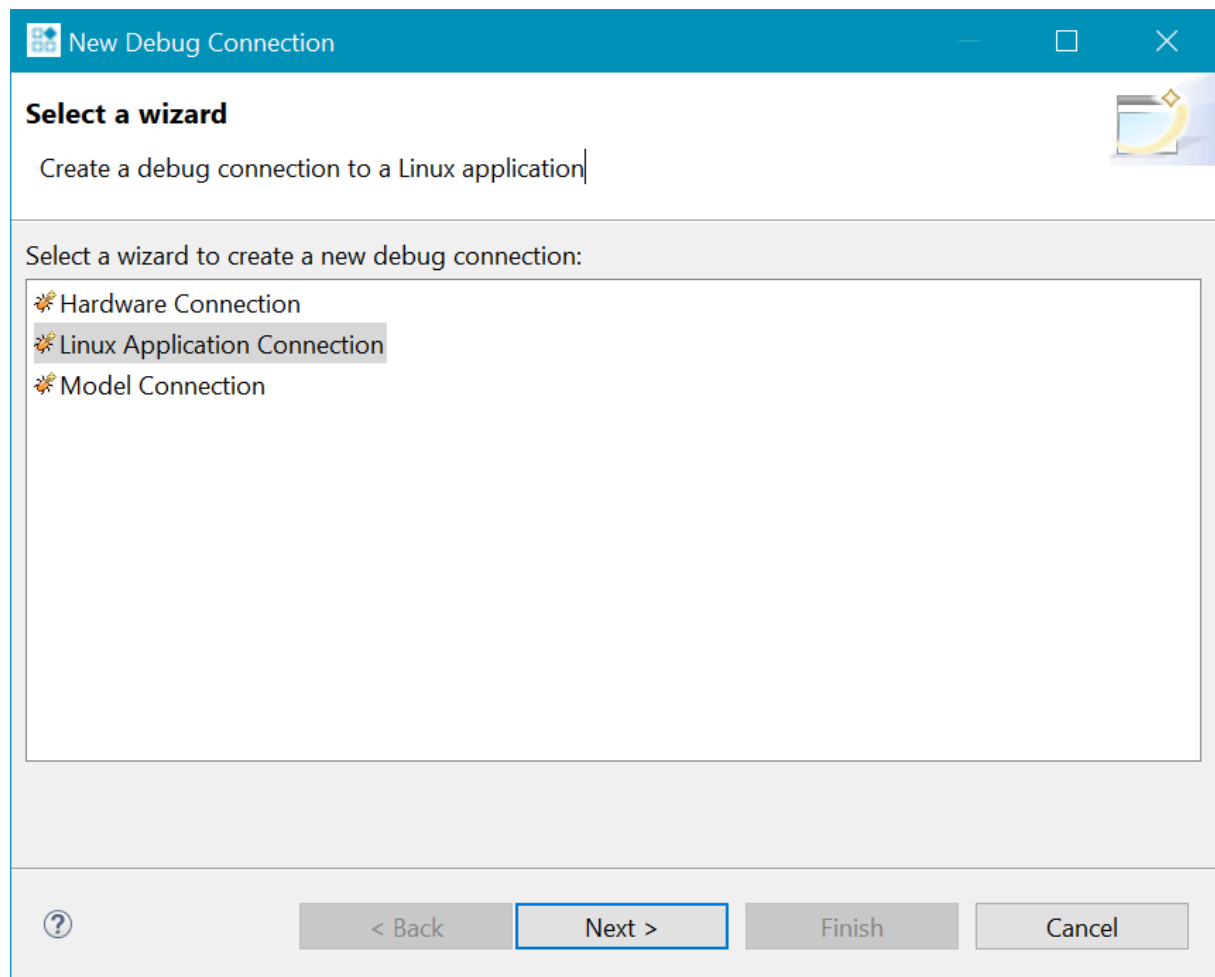 New Debug Connection
Select a wizard
Create a debug connection to a Linux application
Select a wizard to create a new debug connection:
Hardware Connection
Linux Application Connection
Model Connection
? < Back Next > Finish Cancel